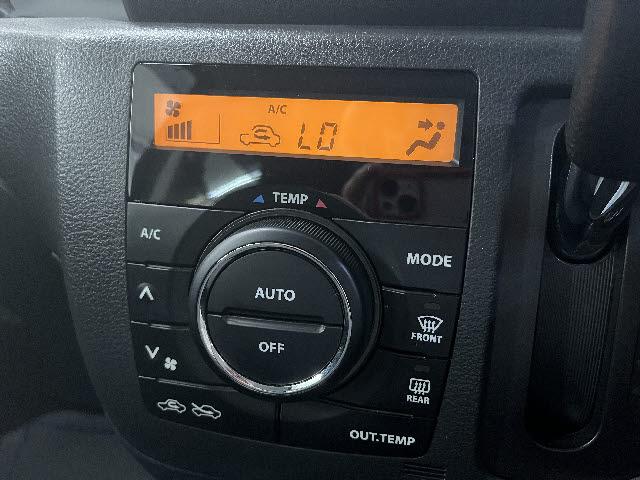 A/C
LO
TEMP
A/C
MODE
AUTO
OFF
FRONT
REAR
OUT.TEMP